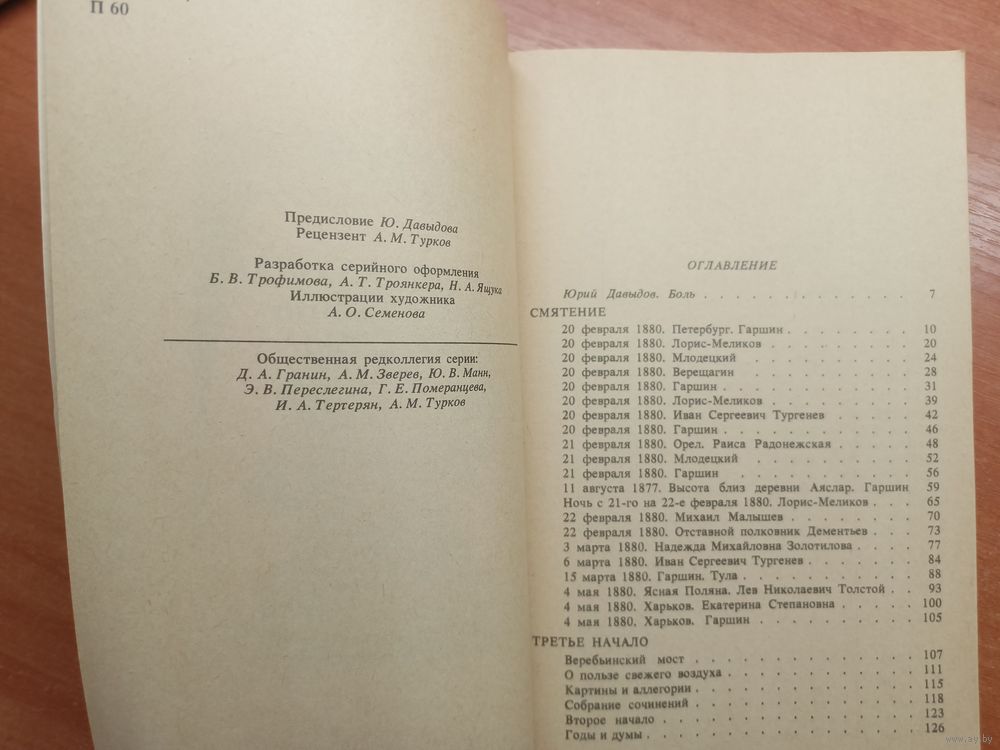 П 60
Предисловие Ю. Давыдова
Рецензент А. М. Турков
Разработка серийного оформления
Б. В. Трофимова, А. Т. Троянкера, Н. А. Ящука
Иллюстрации художника
А. О. Семенова
Общественная редколлегия серии:
Д. А. Гранин, А. М. Зверев, Ю. В. Манн,
Э. В. Переслегина, Г. Е. Померанцева,
И. А. Тертерян, А. М. Турков
ОГЛАВЛЕНИЕ
Юрий Давыдов. Боль . . . . . . . . . . . . . 7
СМЯТЕНИЕ
20 февраля 1880. Петербург. Гаршин . . . . . . . 10
20 февраля 1880. Лорис-Меликов . . . . . . . . 20
20 февраля 1880. Млодецкий . . . . . . . . . 24
20 февраля 1880. Верещагин . . . . . . . . . 28
20 февраля 1880. Гаршин . . . . . . . . . . 31
20 февраля 1880. Лорис-Меликов . . . . . . . . 39
20 февраля 1880. Иван Сергеевич Тургенев . . . . . 42
20 февраля 1880. Гаршин . . . . . . . . . . 46
21 февраля 1880. Орел. Раиса Радонежская . . . . . 48
21 февраля 1880. Млодецкий . . . . . . . . . 52
21 февраля 1880. Гаршин . . . . . . . . . . 56
11 августа 1877. Высота близ деревни Аяслар. Гаршин 59
Ночь с 21-го на 22-е февраля 1880. Лорис-Меликов . . . 65
22 февраля 1880. Михаил Малышев . . . . . . . 70
22 февраля 1880. Отставной полковник Дементьев . . . 73
3 марта 1880. Надежда Михайловна Золотилова . . . . 77
6 марта 1880. Иван Сергеевич Тургенев . . . . . . 84
15 марта 1880. Гаршин. Тула . . . . . . . . . 88
4 мая 1880. Ясная Поляна. Лев Николаевич Толстой . . 93
4 мая 1880. Харьков. Екатерина Степановна . . . . . 100
4 мая 1880. Харьков. Гаршин . . . . . . . . . 105
ТРЕТЬЕ НАЧАЛО
Веребьинский мост . . . . . . . . . . . . 107
О пользе свежего воздуха . . . . . . . . . . 111
Картины и аллегории . . . . . . . . . . . . 115
Собрание сочинений . . . . . . . . . . . . 118
Второе начало . . . . . . . . . . . . . . 123
Годы и думы . . . . . . . . . . . . . . 126
www.ay.by